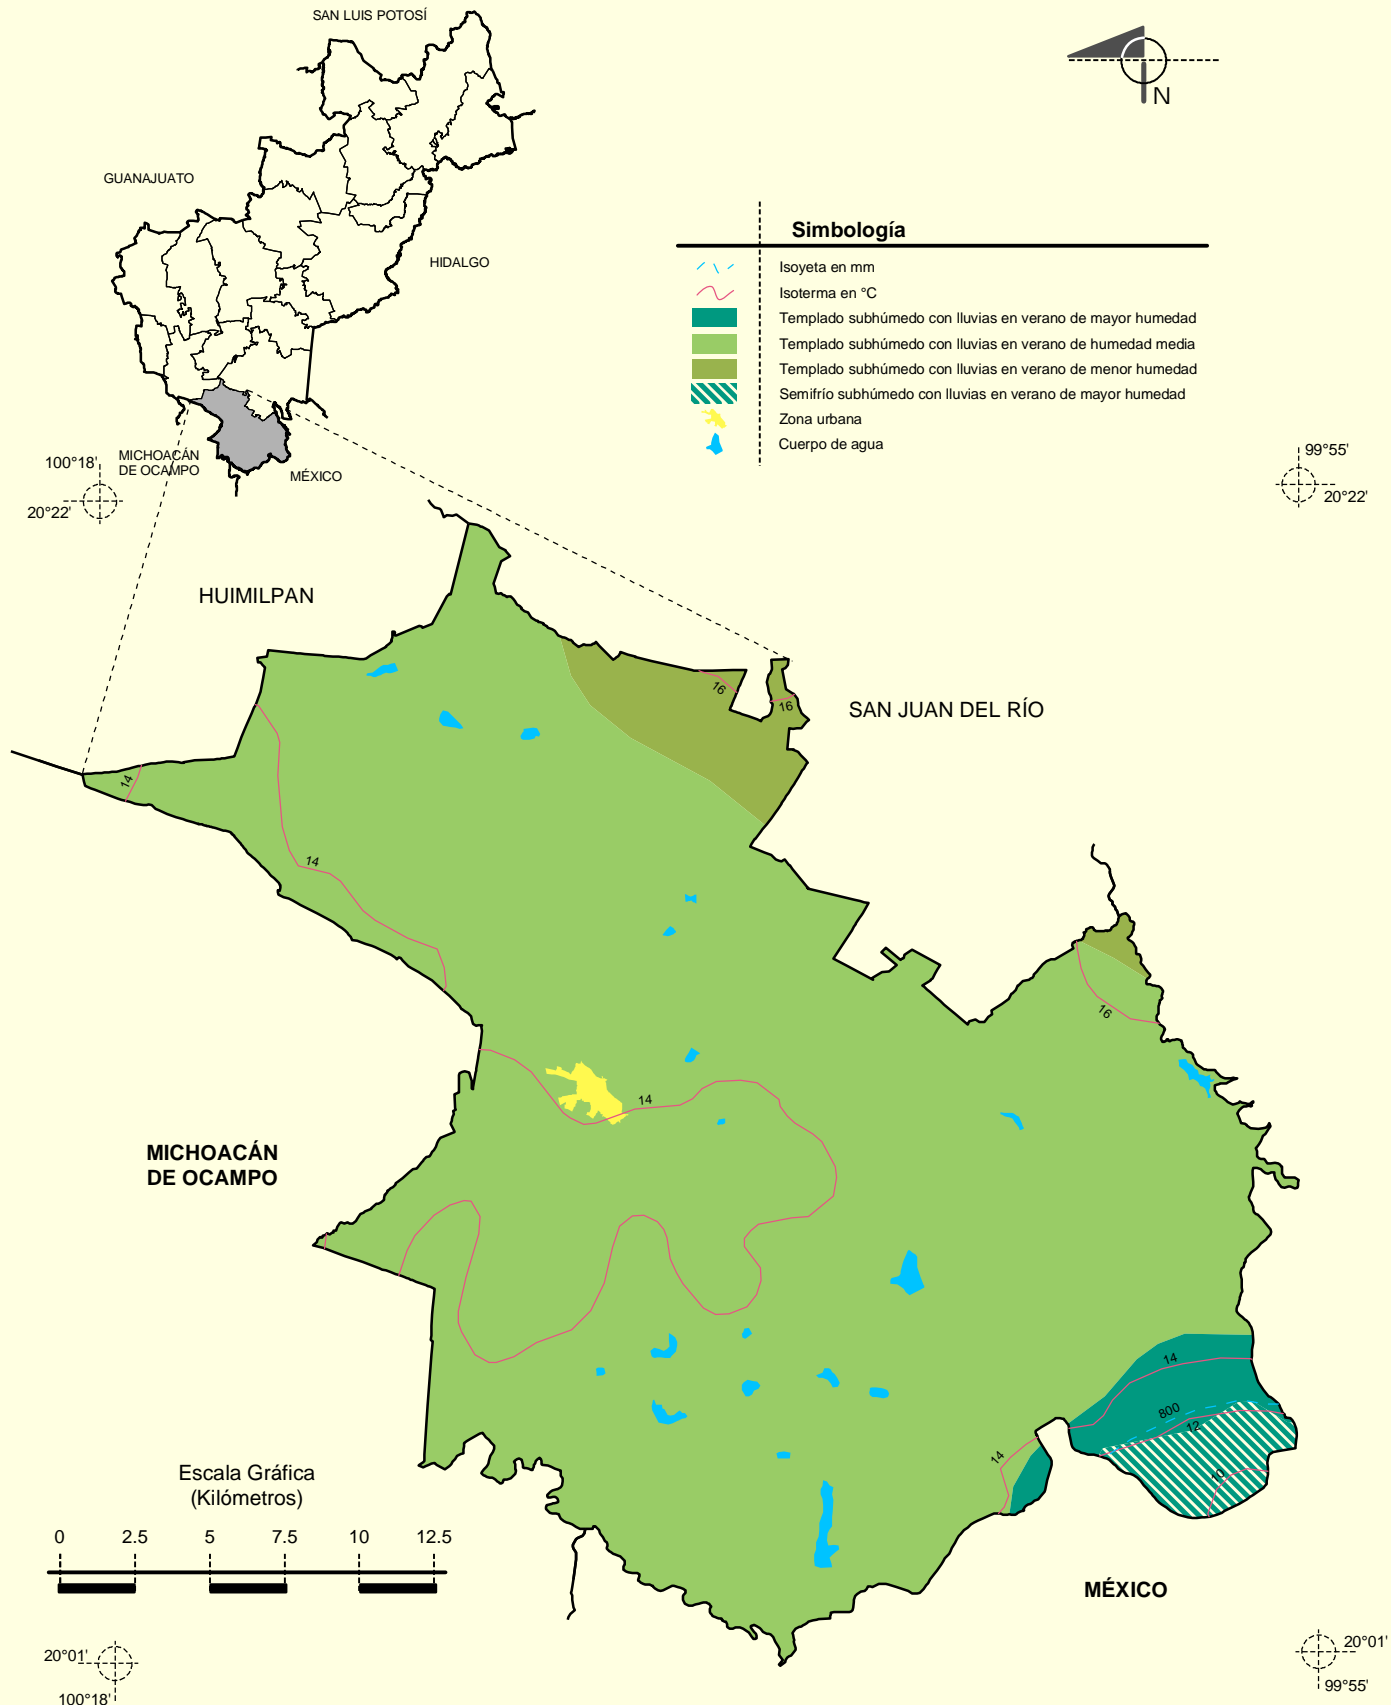 SAN LUIS POTOSÍ
N
GUANAJUATO
HIDALGO
Simbología
Isoyeta en mm
Isoterma en °C
Templado subhúmedo con lluvias en verano de mayor humedad
Templado subhúmedo con lluvias en verano de humedad media
Templado subhúmedo con lluvias en verano de menor humedad
Semifrío subhúmedo con lluvias en verano de mayor humedad
Zona urbana
Cuerpo de agua
MICHOACÁN
DE OCAMPO
MÉXICO
100°18'
20°22'
99°55'
20°22'
HUIMILPAN
SAN JUAN DEL RÍO
16
16
14
14
16
14
MICHOACÁN
DE OCAMPO
14
800
12
14
10
Escala Gráfica
(Kilómetros)
0 2.5 5 7.5 10 12.5
MÉXICO
20°01'
100°18'
20°01'
99°55'